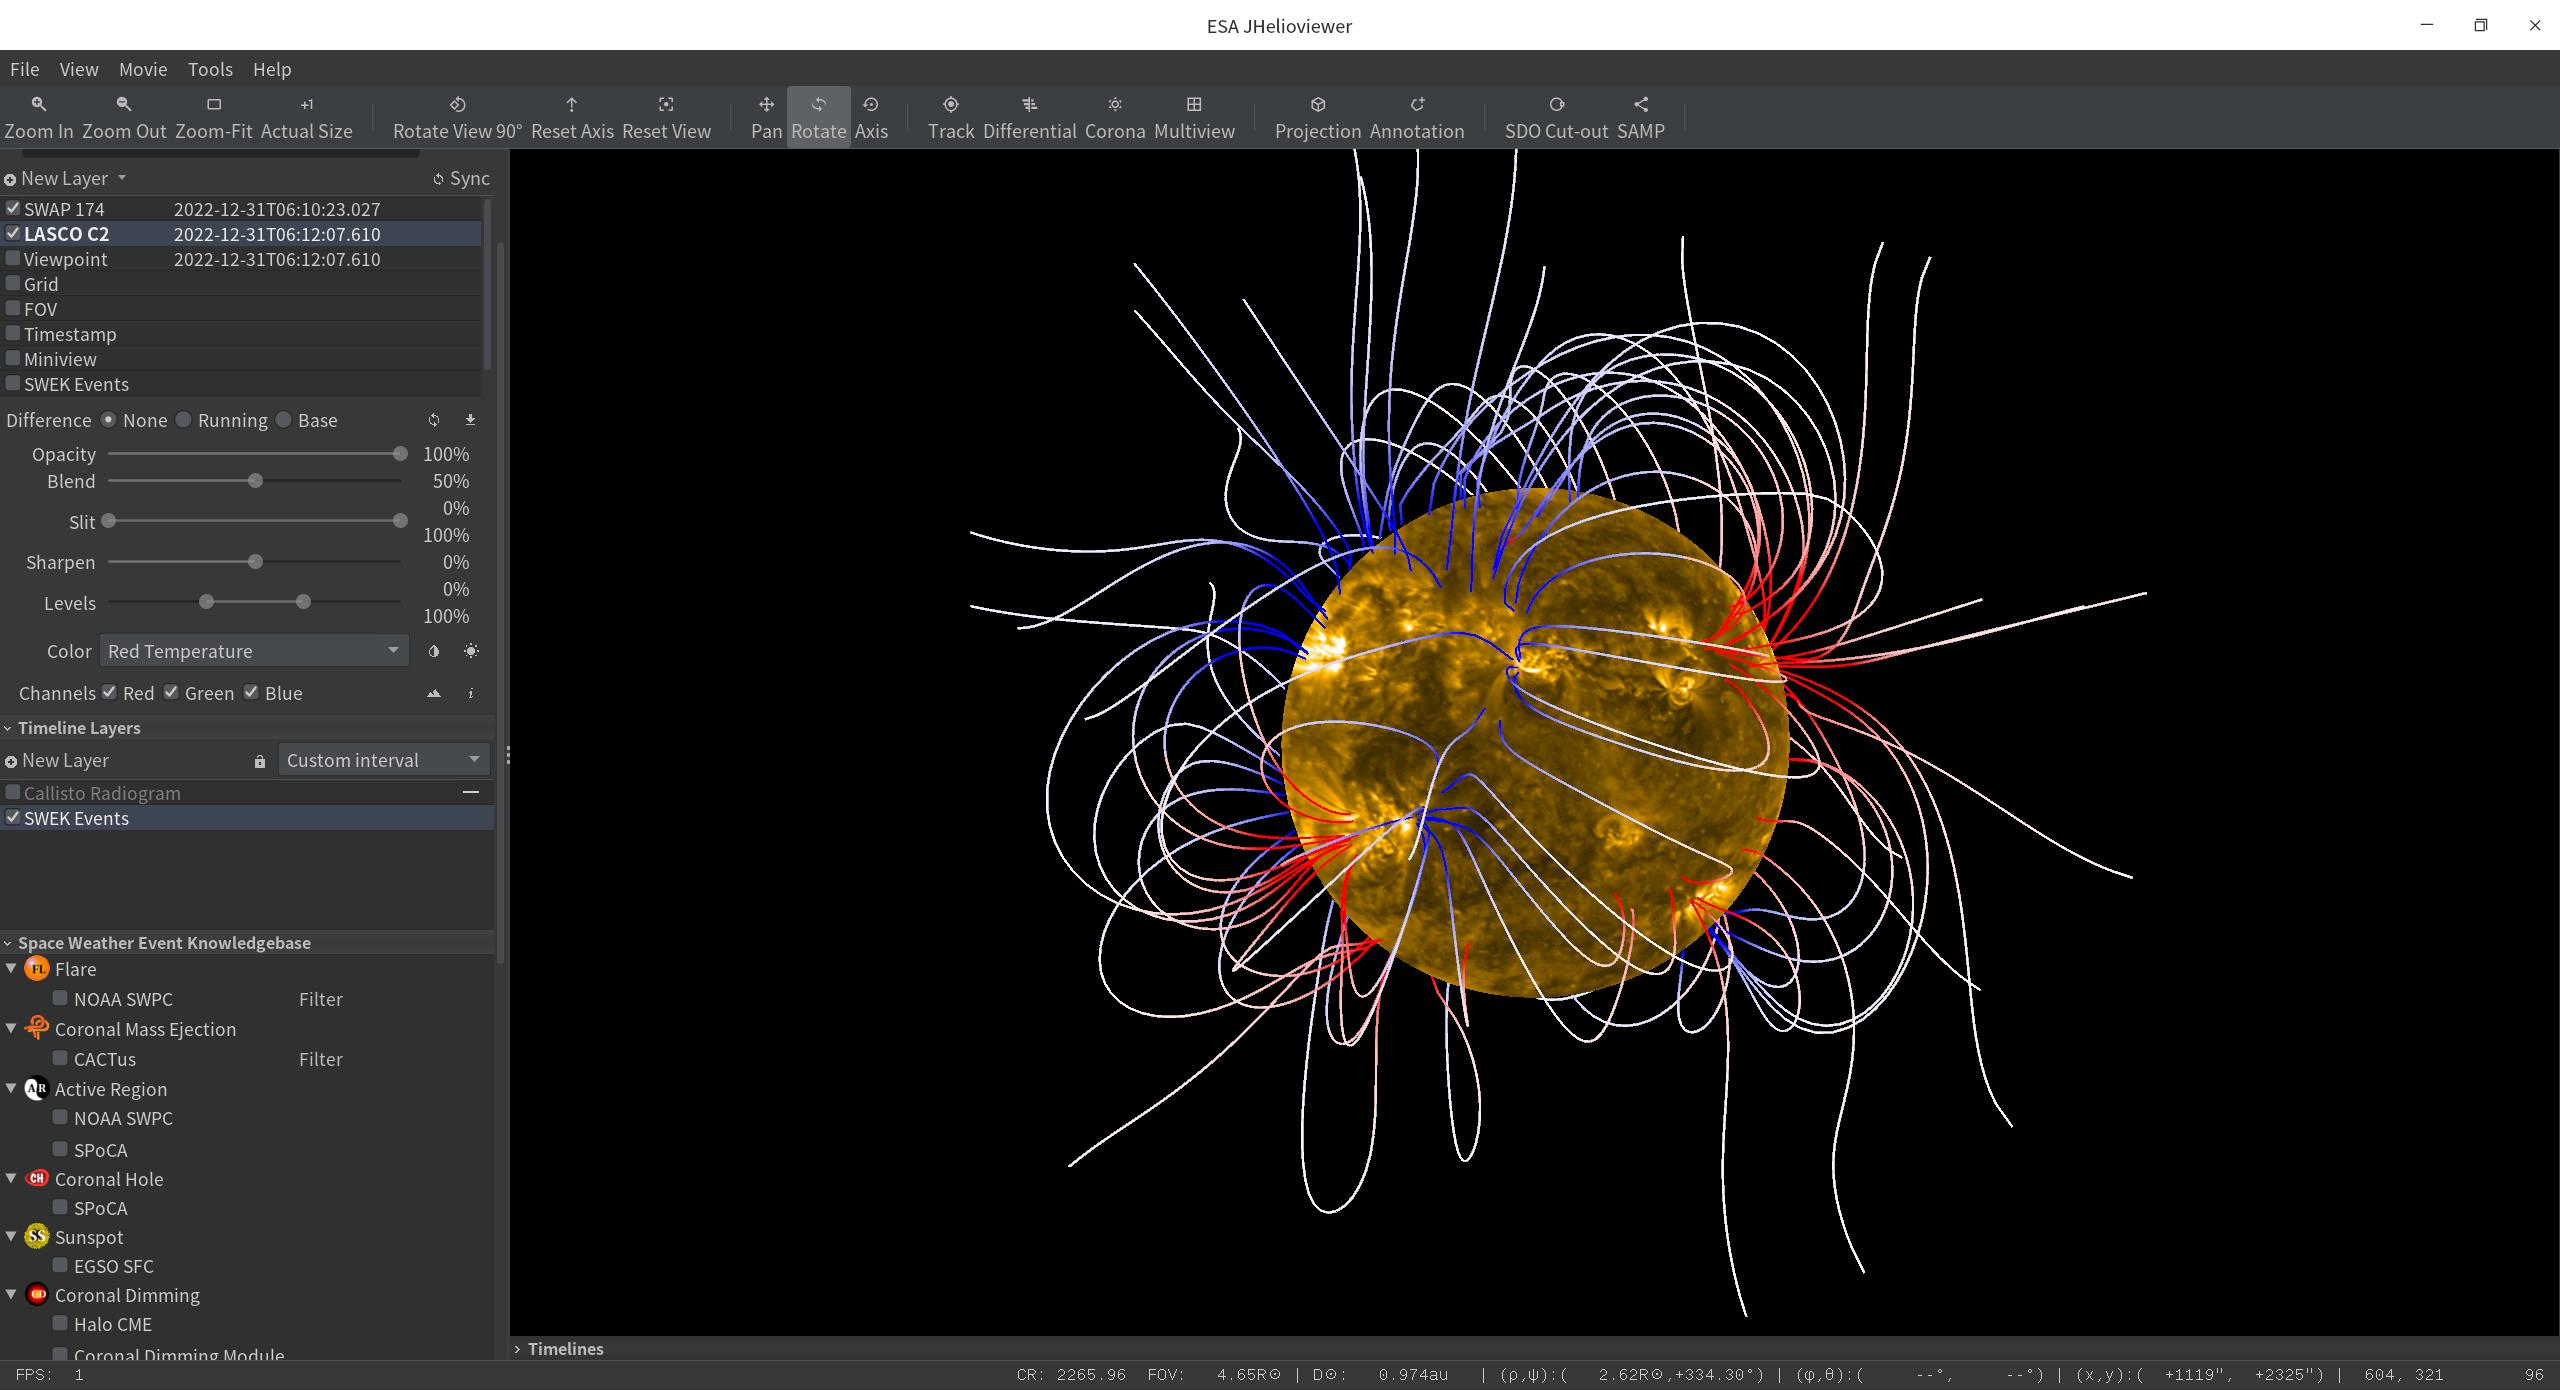 ESA JHelioviewer
File View Movie Tools Help
+1
Zoom In Zoom Out Zoom-Fit Actual Size Rotate View 90° Reset Axis Reset View Pan Rotate Axis Track Differential Corona Multiview Projection Annotation SDO Cut-out SAMP
New Layer Sync
SWAP 174 2022-12-31T06:10:23.027
LASCO C2 2022-12-31T06:12:07.610
Viewpoint 2022-12-31T06:12:07.610
Grid
FOV
Timestamp
Miniview
SWEK Events
Difference None Running Base
Opacity 100%
Blend 50%
0%
Slit
100%
Sharpen 0%
0%
Levels
100%
Color Red Temperature
Channels Red Green Blue i
Timeline Layers
New Layer Custom interval
Callisto Radiogram
SWEK Events
Space Weather Event Knowledgebase
FL Flare
NOAA SWPC Filter
Coronal Mass Ejection
CACTus Filter
AR Active Region
NOAA SWPC
SPoCA
CH Coronal Hole
SPoCA
SS Sunspot
EGSO SFC
CD Coronal Dimming
Halo CME
Coronal Dimming Module
Timelines
FPS: 1 CR: 2265.96 FOV: 4.65R☉ | D☉: 0.974au | (ρ,ψ):( 2.62R☉,+334.30°) | (φ,θ):( --°, --°) | (x,y):( +1119", +2325") | 604, 321 96